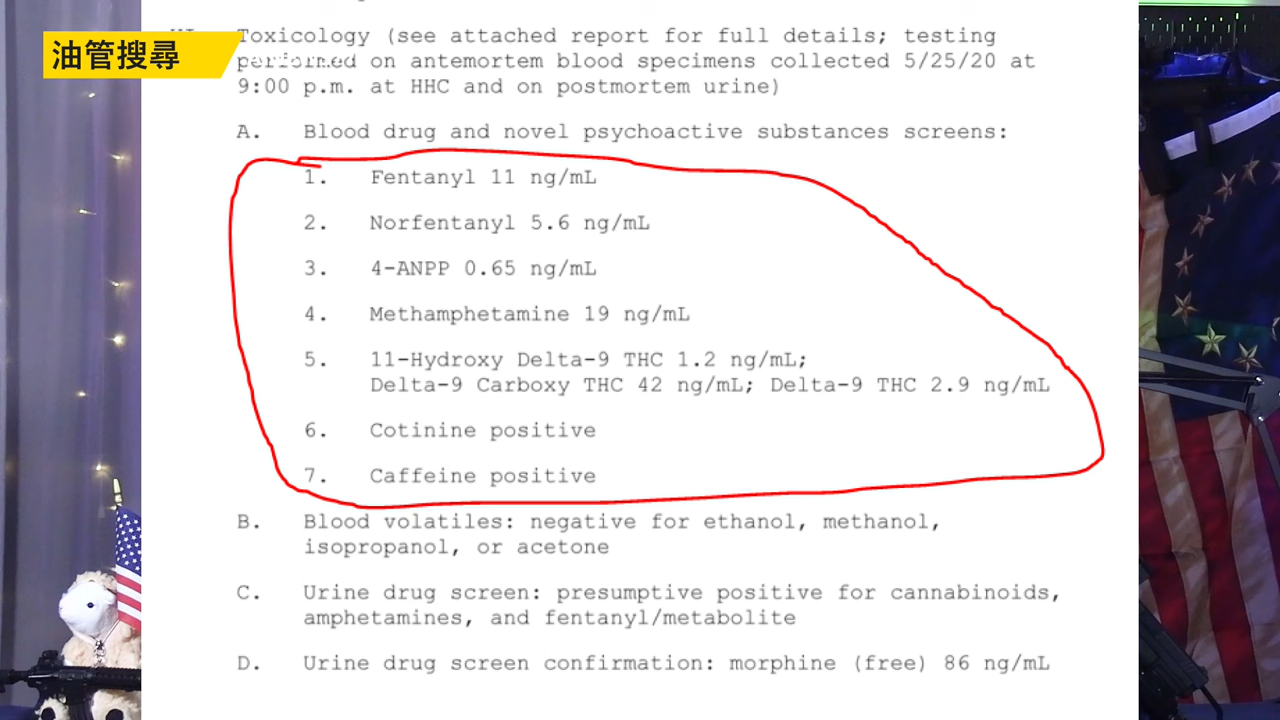 油管搜尋
Toxicology (see attached report for full details; testing
performed on antemortem blood specimens collected 5/25/20 at
9:00 p.m. at HHC and on postmortem urine)
A. Blood drug and novel psychoactive substances screens:
1. Fentanyl 11 ng/mL
2. Norfentanyl 5.6 ng/mL
3. 4-ANPP 0.65 ng/mL
4. Methamphetamine 19 ng/mL
5. 11-Hydroxy Delta-9 THC 1.2 ng/mL;
Delta-9 Carboxy THC 42 ng/mL; Delta-9 THC 2.9 ng/mL
6. Cotinine positive
7. Caffeine positive
B. Blood volatiles: negative for ethanol, methanol,
isopropanol, or acetone
C. Urine drug screen: presumptive positive for cannabinoids,
amphetamines, and fentanyl/metabolite
D. Urine drug screen confirmation: morphine (free) 86 ng/mL